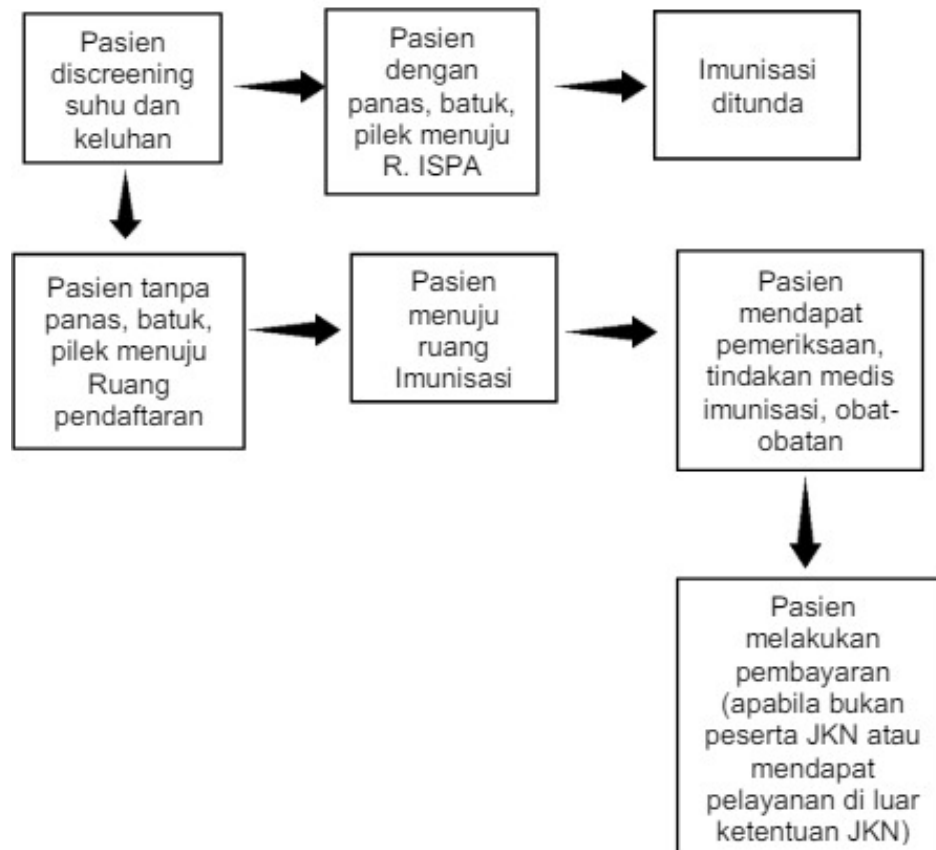 Pasien
discreening
suhu dan
keluhan
Pasien
dengan
panas, batuk,
pilek menuju
R. ISPA
Imunisasi
ditunda
Pasien tanpa
panas, batuk,
pilek menuju
Ruang
pendaftaran
Pasien
menuju
ruang
Imunisasi
Pasien
mendapat
pemeriksaan,
tindakan medis
imunisasi, obat-
obatan
Pasien
melakukan
pembayaran
(apabila bukan
peserta JKN atau
mendapat
pelayanan di luar
ketentuan JKN)